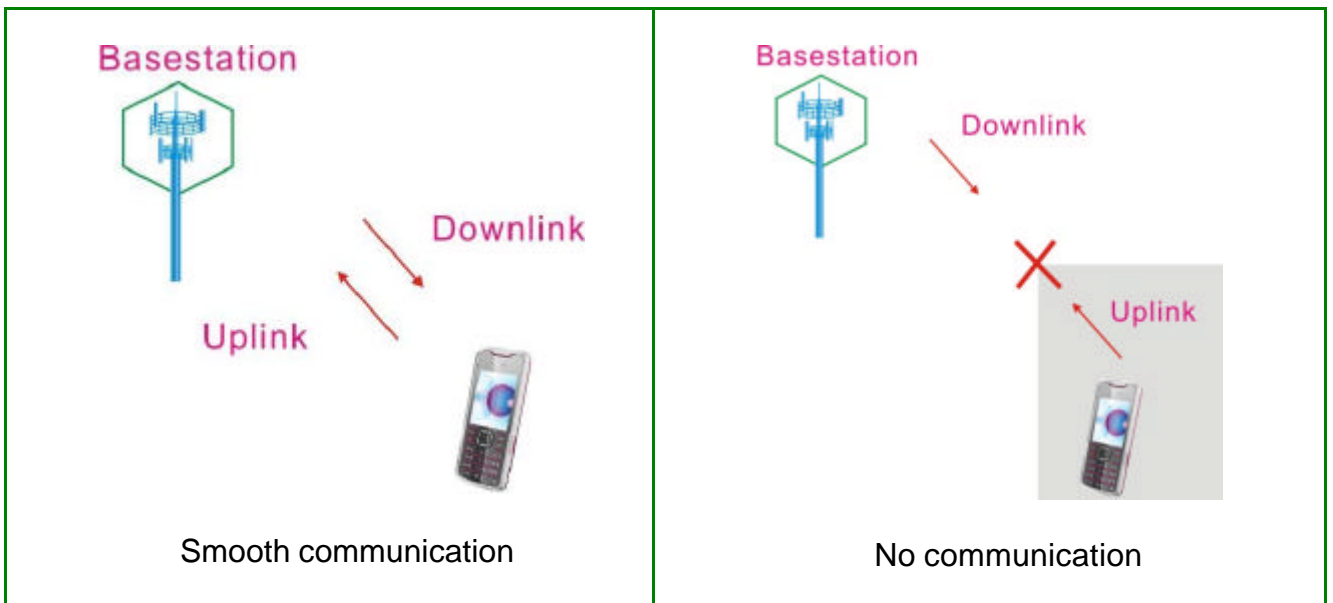 Basestation
Downlink
Uplink
Smooth communication
Basestation
Downlink
Uplink
No communication